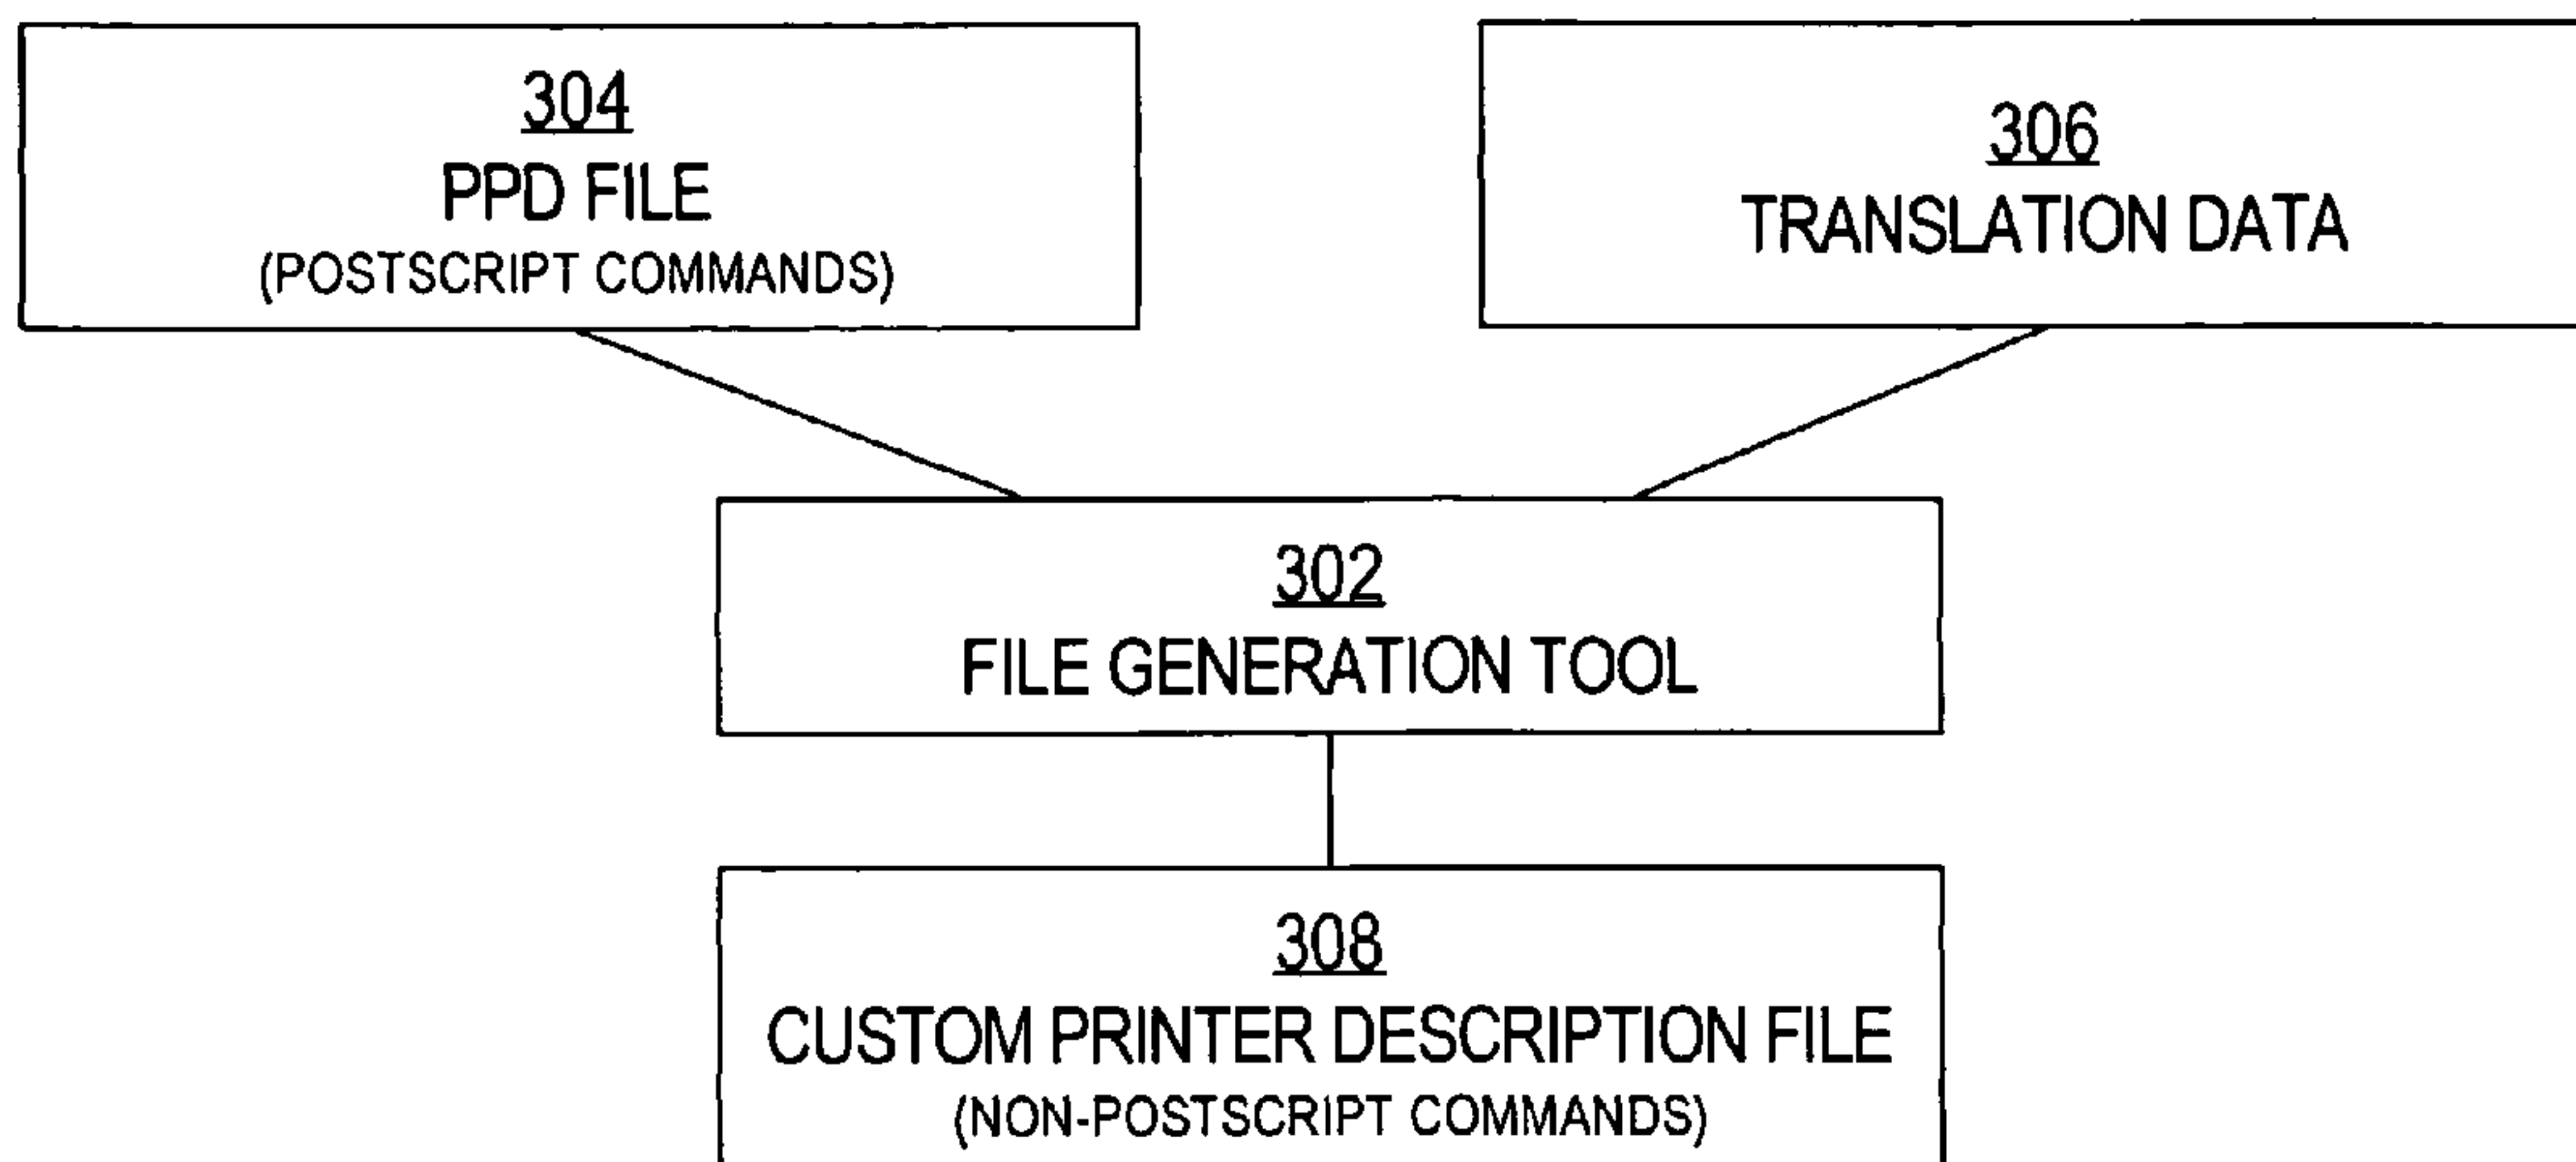 304
PPD FILE
(POSTSCRIPT COMMANDS)
306
TRANSLATION DATA
302
FILE GENERATION TOOL
308
CUSTOM PRINTER DESCRIPTION FILE
(NON-POSTSCRIPT COMMANDS)